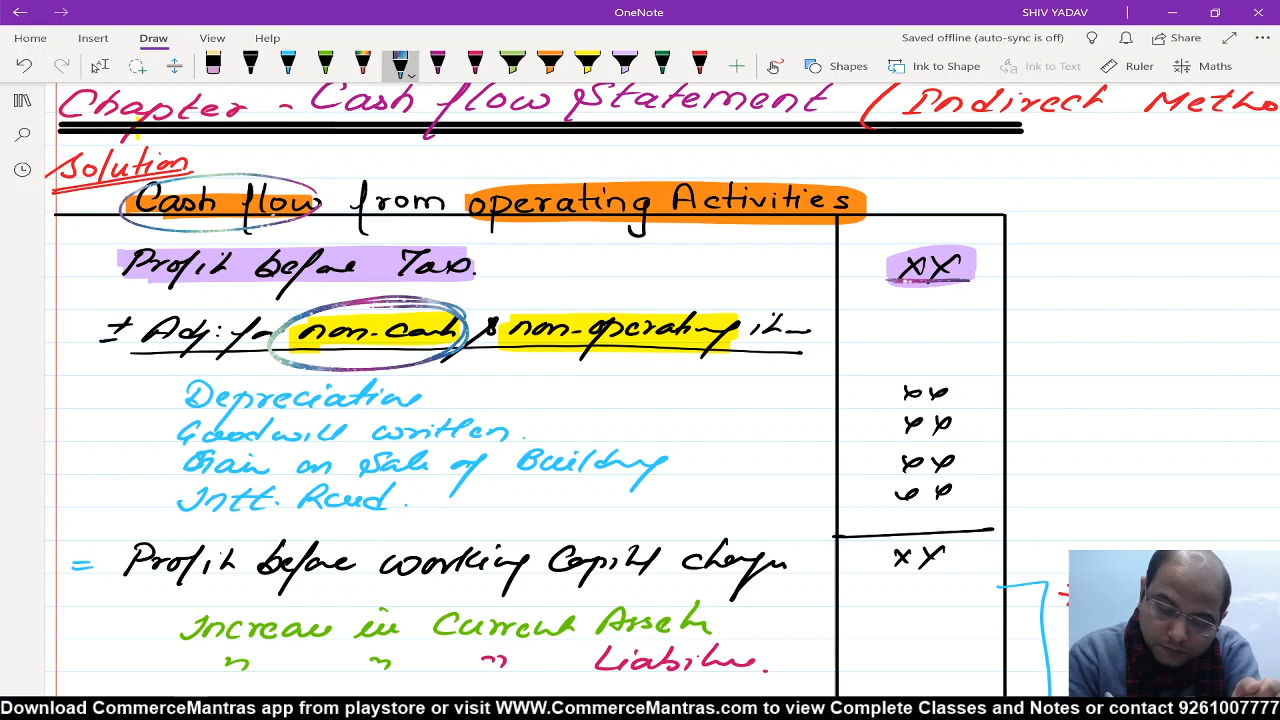 OneNote
SHIV YADAV
Home Insert Draw View Help
Saved offline (auto-sync is off)
Share
Shapes
Ink to Shape
Ink to Text
Ruler
Maths
Chapter - Cash flow Statement (Indirect Metho
Solution
Cash flow from operating Activities
Profit before Tax. XX
± Adj: for non-cash & non-operating item
Depreciation xx
Goodwill written. xx
Gain on Sale of Building xx
Intt. Rcvd. xx
= Profit before working Capital changes xx
Increase in Current Assets
" " " Liabilities.
Download CommerceMantras app from playstore or visit WWW.CommerceMantras.com to view Complete Classes and Notes or contact 9261007777